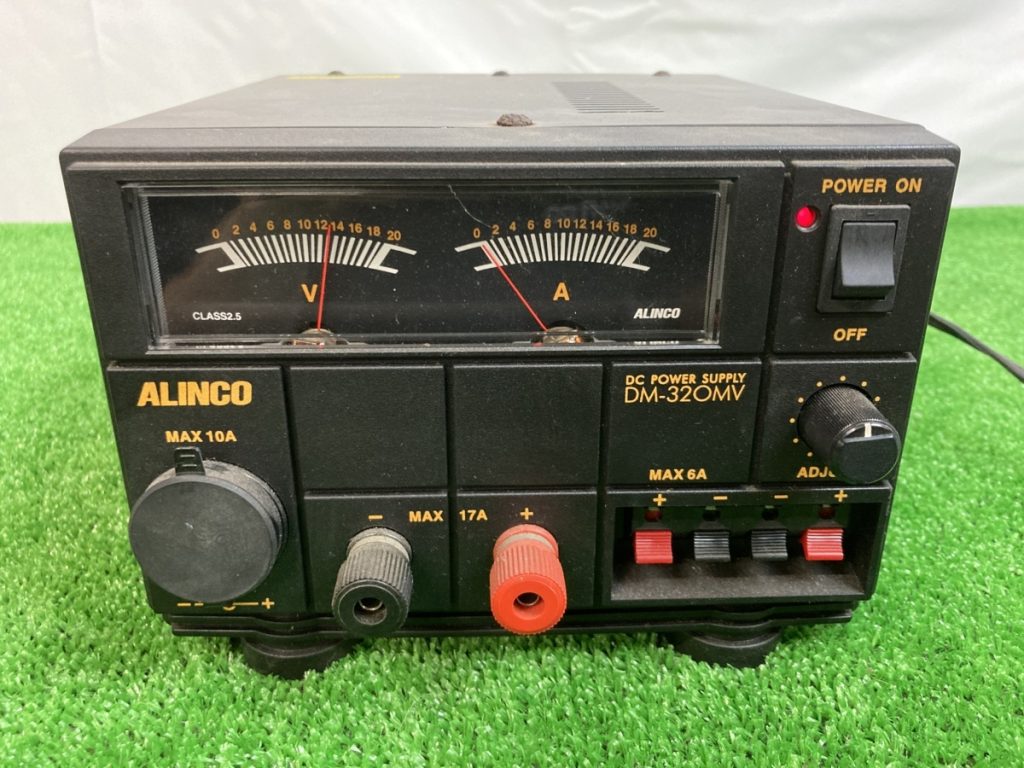 0 2 4 6 8 10 12 14 16 18 20
V
CLASS2.5
0 2 4 6 8 10 12 14 16 18 20
A
ALINCO
POWER ON
OFF
ALINCO
MAX 10A
DC POWER SUPPLY
DM-320MV
MAX 6A
+ - - +
- MAX 17A +